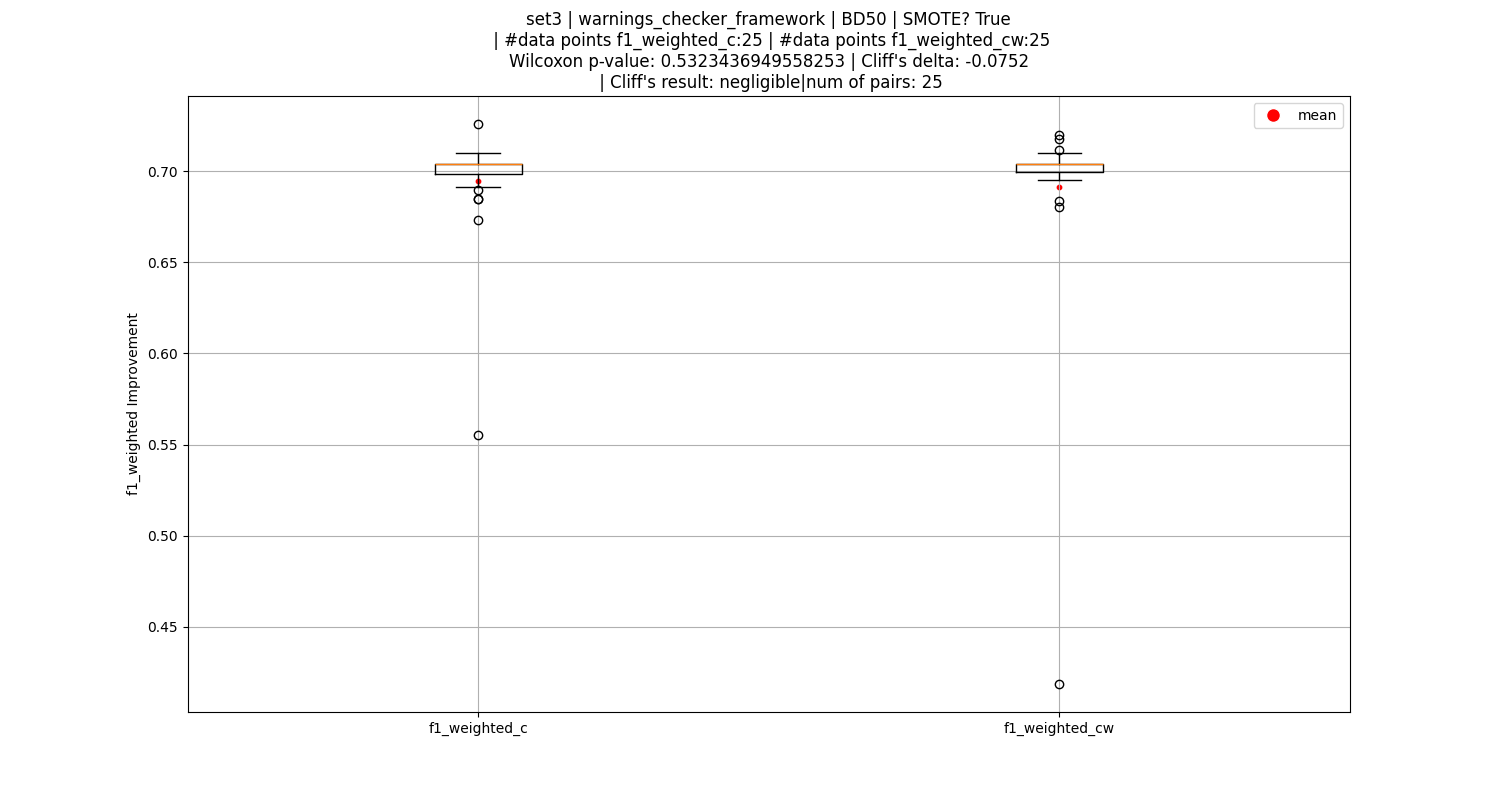 set3 | warnings_checker_framework | BD50 | SMOTE? True
| #data points f1_weighted_c:25 | #data points f1_weighted_cw:25
Wilcoxon p-value: 0.5323436949558253 | Cliff's delta: -0.0752
| Cliff's result: negligible|num of pairs: 25
mean
0.70
0.65
0.60
0.55
0.50
0.45
f1_weighted Improvement
f1_weighted_c
f1_weighted_cw